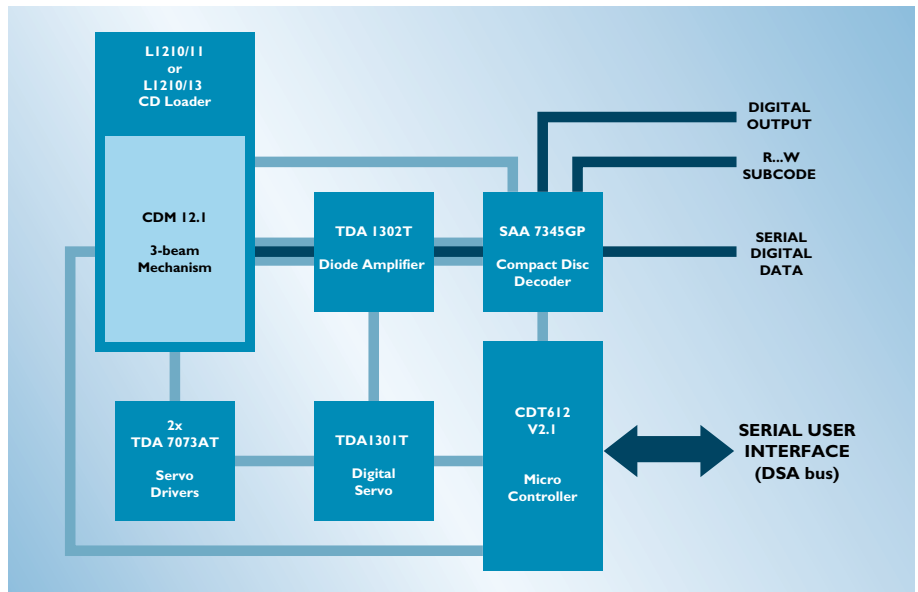 L1210/11
or
L1210/13
CD Loader
CDM 12.1
3-beam
Mechanism
TDA 1302T
Diode Amplifier
SAA 7345GP
Compact Disc
Decoder
DIGITAL
OUTPUT
R...W
SUBCODE
SERIAL
DIGITAL
DATA
2x
TDA 7073AT
Servo
Drivers
TDA1301T
Digital
Servo
CDT612
V2.1
Micro
Controller
SERIAL USER
INTERFACE
(DSA bus)